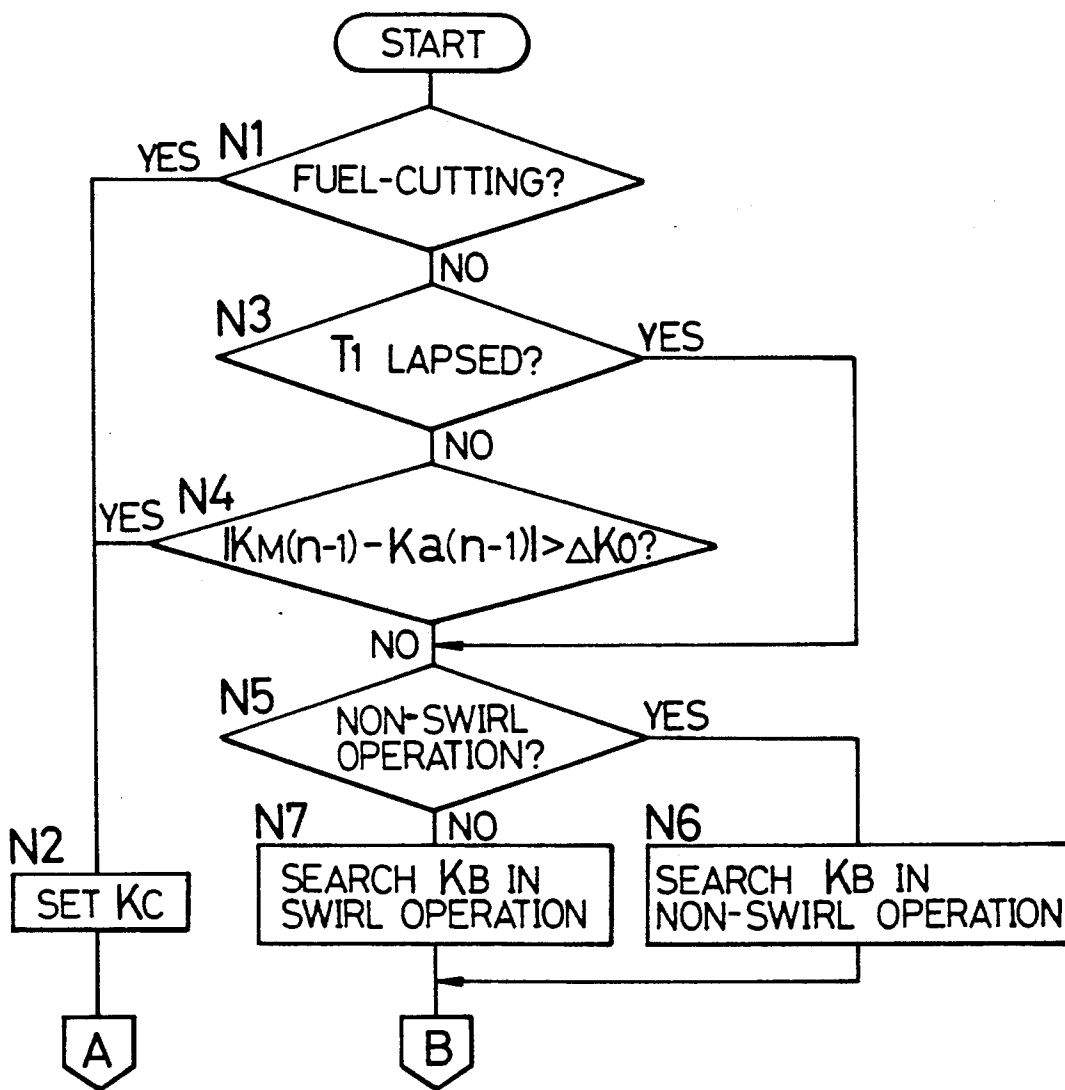 START
N1
YES
FUEL-CUTTING?
NO
N3
YES
T1 LAPSED?
NO
N4
YES
|KM(n-1)-Ka(n-1)|>ΔK0?
NO
N5
YES
NON-SWIRL
OPERATION?
NO
N2
SET KC
N7
SEARCH KB IN
SWIRL OPERATION
N6
SEARCH KB IN
NON-SWIRL OPERATION
A
B